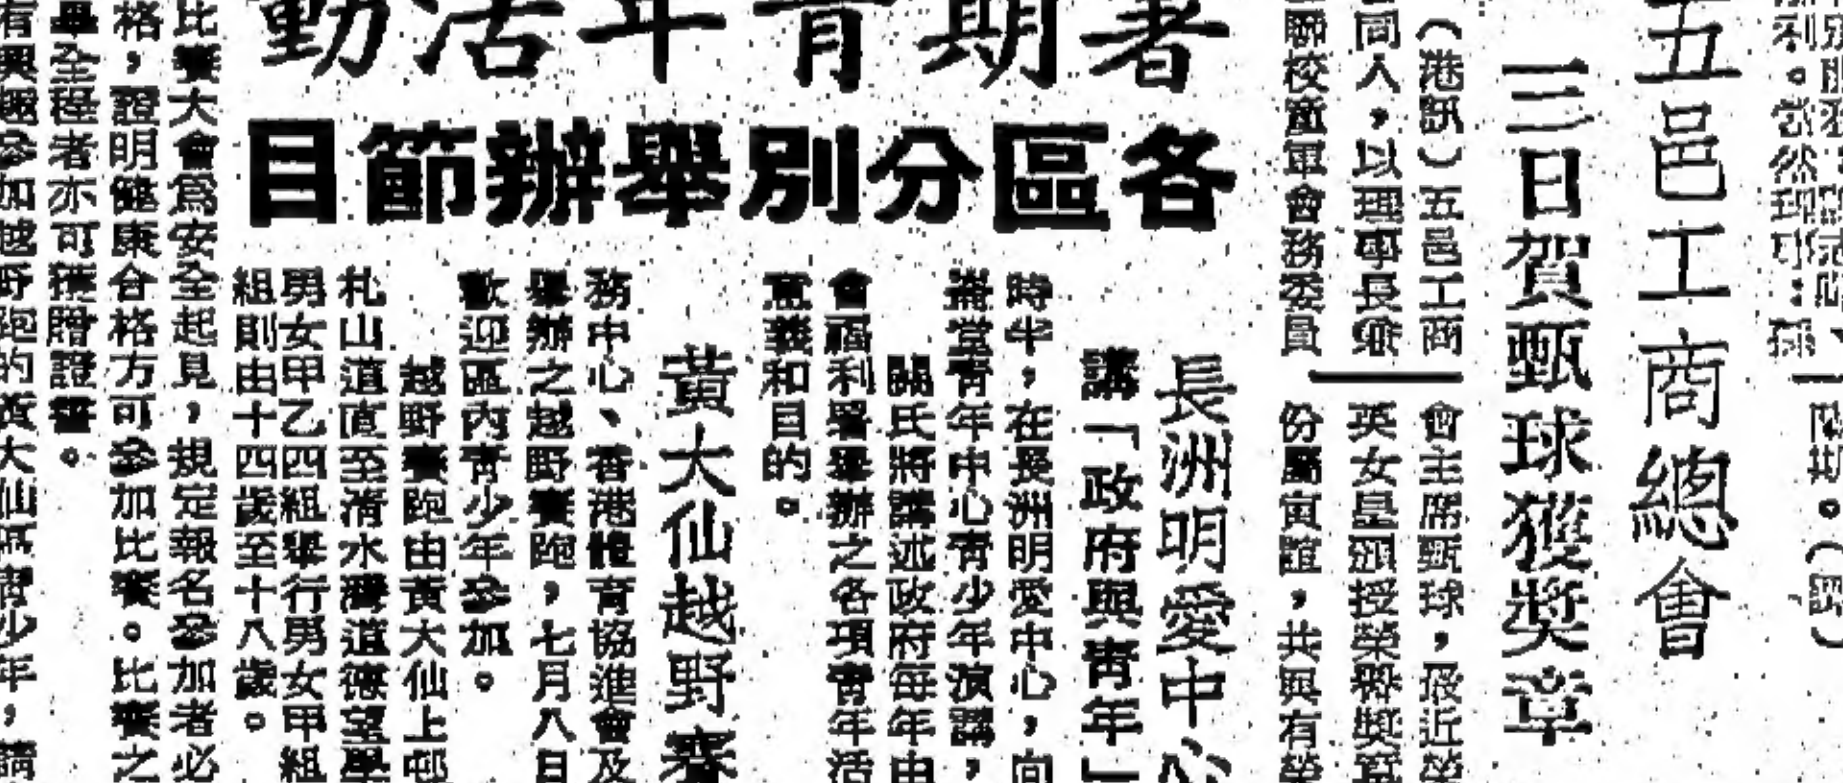 五邑工商總會
三日賀甄球獲獎章
（港訊）五邑工商
會主席甄球，最近榮
同人，以理事長
英女皇頒授榮譽獎
聯校童軍會務委員
份屬寅誼，共與有榮
暑期青年活動
各區分別舉辦節目
長洲明愛中心
講「政府與青年」
時半，在長洲明愛中心，向
青年中心青少年演講，
關氏將講述政府每年由
會福利署舉辦之各項青年活
意義和目的。
黃大仙越野賽
務中心、香港體育協進會及
舉辦之越野賽跑，七月八日
歡迎區內青少年參加。
越野賽跑由黃大仙上邨
扎山道直至清水灣道德望學
男女甲乙四組舉行男女甲組
組則由十四歲至十八歲。
比賽大會為安全起見，規定報名參加者必
格，證明健康合格方可參加比賽。比賽之
畢全程者亦可獲贈證書。
有興趣參加越野跑的黃大仙區青少年，請